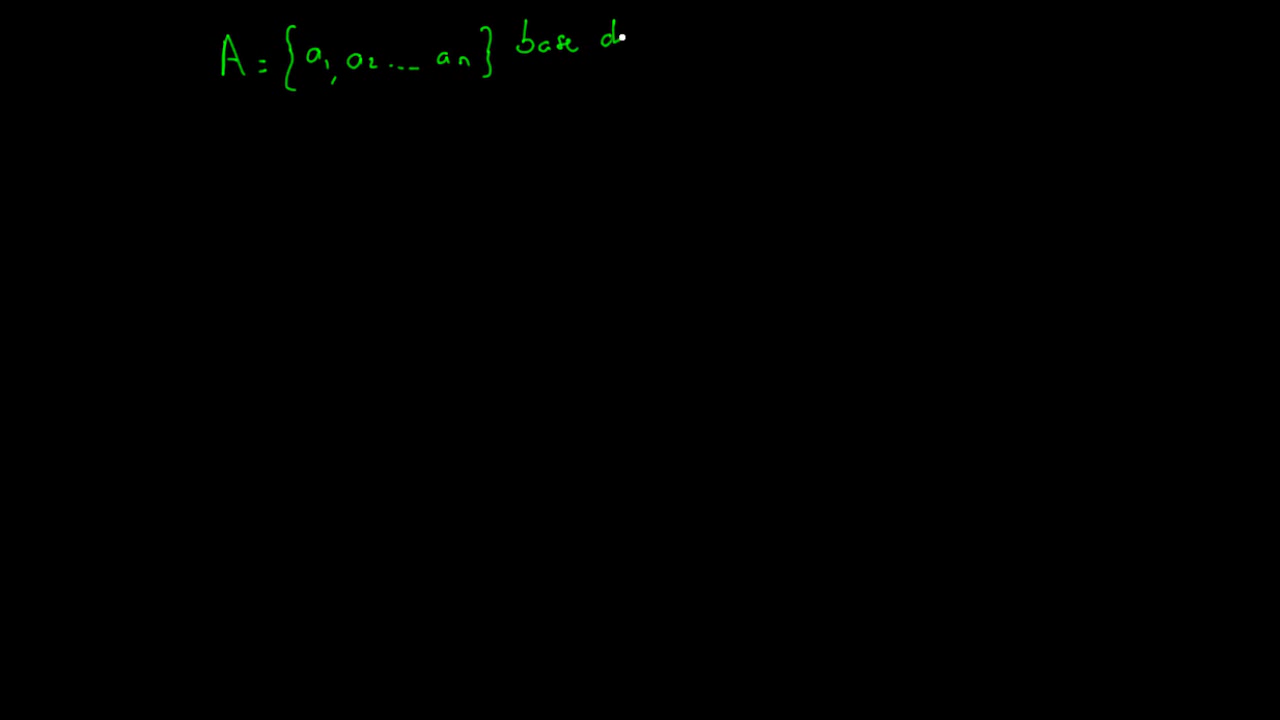 A = {a₁, a₂ ... aₙ} base d